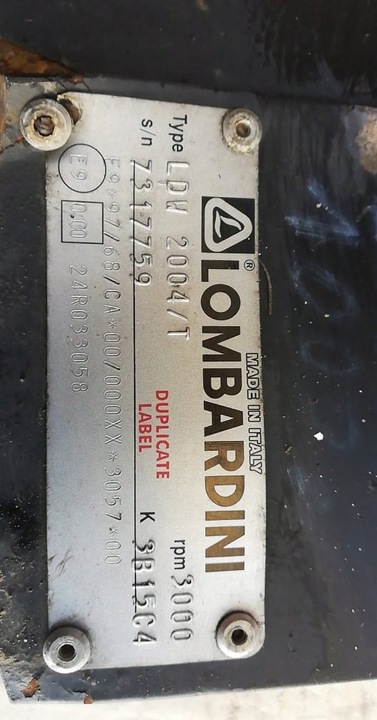 MADE IN ITALY
LOMBARDINI ®
Type LDW 2004/T rpm 3000
s/n 7317759 K 3B15C4
DUPLICATE
LABEL
E9*97/68/CA*00/000XX*3057*00
E9 0.00 24R033058